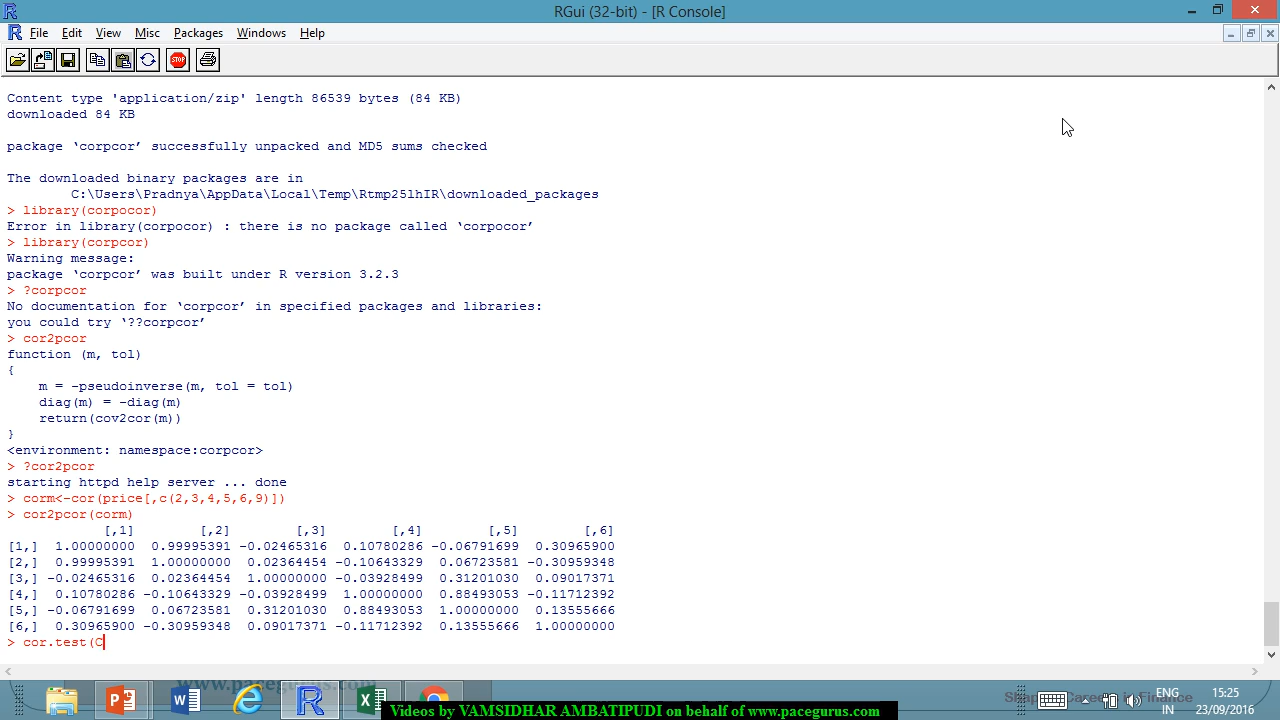 RGui (32-bit) - [R Console]
File Edit View Misc Packages Windows Help
STOP
Content type 'application/zip' length 86539 bytes (84 KB)
downloaded 84 KB
package ‘corpcor’ successfully unpacked and MD5 sums checked
The downloaded binary packages are in
C:\Users\Pradnya\AppData\Local\Temp\Rtmp25lhIR\downloaded_packages
> library(corpocor)
Error in library(corpocor) : there is no package called ‘corpocor’
> library(corpcor)
Warning message:
package ‘corpcor’ was built under R version 3.2.3
> ?corpcor
No documentation for ‘corpcor’ in specified packages and libraries:
you could try ‘??corpcor’
> cor2pcor
function (m, tol)
{
m = -pseudoinverse(m, tol = tol)
diag(m) = -diag(m)
return(cov2cor(m))
}
<environment: namespace:corpcor>
> ?cor2pcor
starting httpd help server ... done
> corm<-cor(price[,c(2,3,4,5,6,9)])
> cor2pcor(corm)
[,1] [,2] [,3] [,4] [,5] [,6]
[1,] 1.00000000 0.99995391 -0.02465316 0.10780286 -0.06791699 0.30965900
[2,] 0.99995391 1.00000000 0.02364454 -0.10643329 0.06723581 -0.30959348
[3,] -0.02465316 0.02364454 1.00000000 -0.03928499 0.31201030 0.09017371
[4,] 0.10780286 -0.10643329 -0.03928499 1.00000000 0.88493053 -0.11712392
[5,] -0.06791699 0.06723581 0.31201030 0.88493053 1.00000000 0.13555666
[6,] 0.30965900 -0.30959348 0.09017371 -0.11712392 0.13555666 1.00000000
> cor.test(C
www.pacegurus.com
ENG
IN
15:25
23/09/2016
Videos by VAMSIDHAR AMBATIPUDI on behalf of www.pacegurus.com